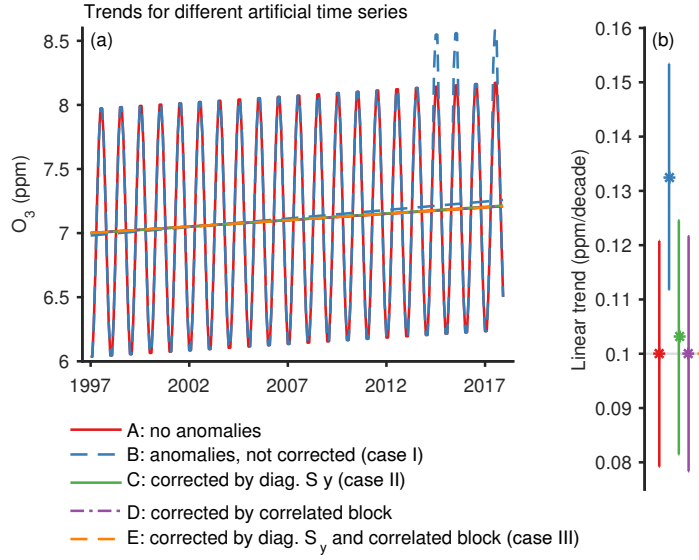 Trends for different artificial time series
(a)
8.5
8
7.5
7
6.5
6
O3 (ppm)
1997
2002
2007
2012
2017
(b)
0.16
0.15
0.14
0.13
0.12
0.11
0.1
0.09
0.08
Linear trend (ppm/decade)
A: no anomalies
B: anomalies, not corrected (case I)
C: corrected by diag. S y (case II)
D: corrected by correlated block
E: corrected by diag. Sy and correlated block (case III)